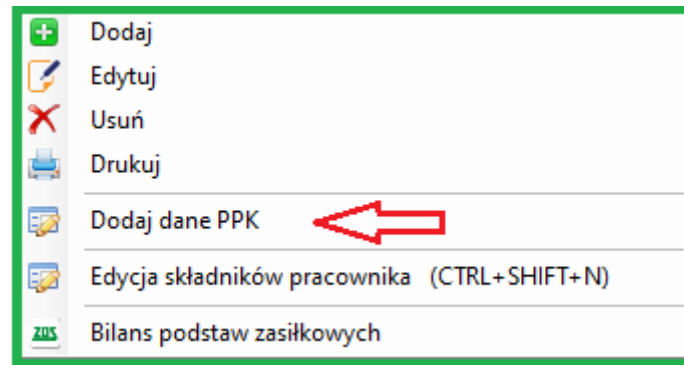 Dodaj
Edytuj
Usuń
Drukuj
Dodaj dane PPK
Edycja składników pracownika (CTRL+SHIFT+N)
ZUS Bilans podstaw zasiłkowych